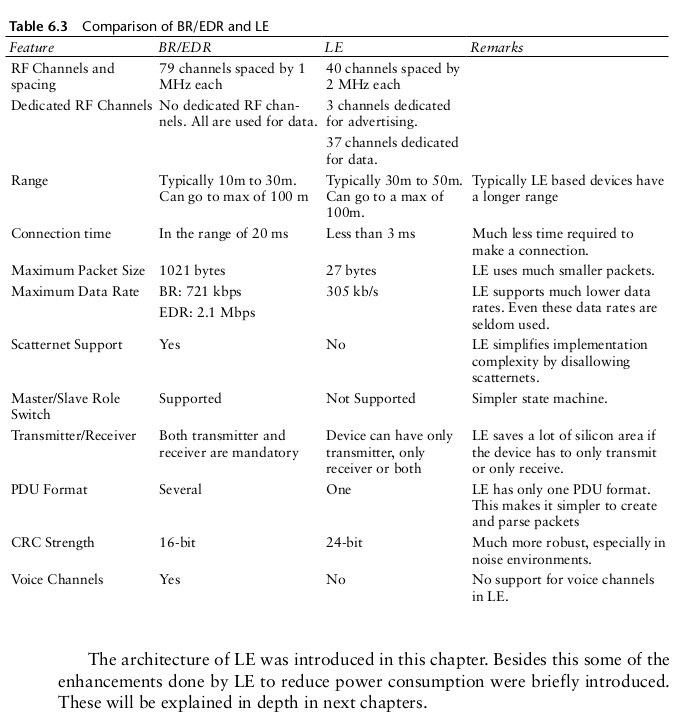 Table 6.3 Comparison of BR/EDR and LE
Feature BR/EDR LE Remarks
RF Channels and 79 channels spaced by 1 40 channels spaced by
spacing MHz each 2 MHz each
Dedicated RF Channels No dedicated RF chan- 3 channels dedicated
nels. All are used for data. for advertising.
37 channels dedicated
for data.
Range Typically 10m to 30m. Typically 30m to 50m. Typically LE based devices have
Can go to max of 100 m Can go to a max of a longer range
100m.
Connection time In the range of 20 ms Less than 3 ms Much less time required to
make a connection.
Maximum Packet Size 1021 bytes 27 bytes LE uses much smaller packets.
Maximum Data Rate BR: 721 kbps 305 kb/s LE supports much lower data
EDR: 2.1 Mbps rates. Even these data rates are
seldom used.
Scatternet Support Yes No LE simplifies implementation
complexity by disallowing
scatternets.
Master/Slave Role Supported Not Supported Simpler state machine.
Switch
Transmitter/Receiver Both transmitter and Device can have only LE saves a lot of silicon area if
receiver are mandatory transmitter, only the device has to only transmit
receiver or both or only receive.
PDU Format Several One LE has only one PDU format.
This makes it simpler to create
and parse packets
CRC Strength 16-bit 24-bit Much more robust, especially in
noise environments.
Voice Channels Yes No No support for voice channels
in LE.
The architecture of LE was introduced in this chapter. Besides this some of the
enhancements done by LE to reduce power consumption were briefly introduced.
These will be explained in depth in next chapters.